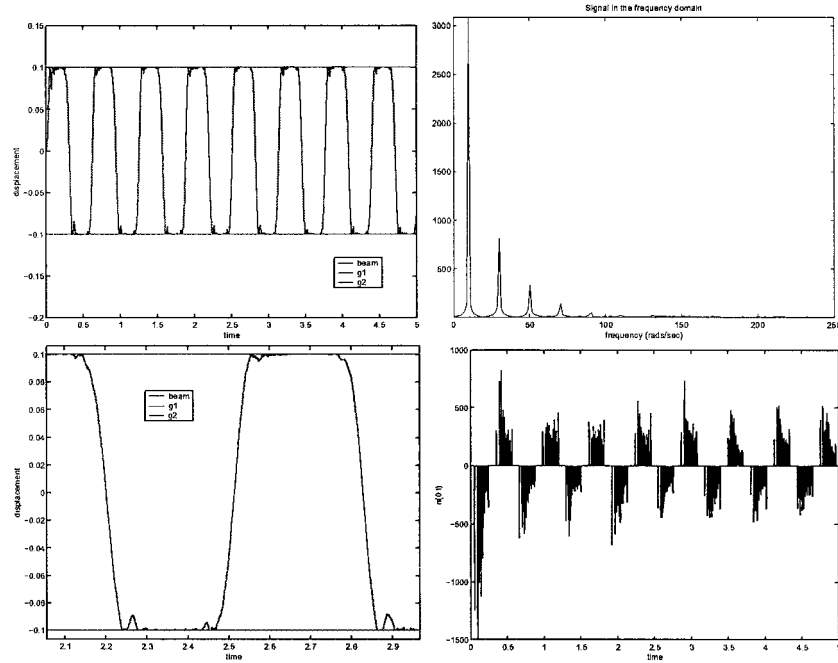 0.15
0.1
0.05
0
−0.05
−0.1
−0.15
−0.2
displacement
0 0.5 1 1.5 2 2.5 3 3.5 4 4.5 5
time
beam
g1
g2
Signal in the frequency domain
3000
2500
2000
1500
1000
500
0 50 100 150 200 250
frequency (rads/sec)
0.1
0.08
0.06
0.04
0.02
0
−0.02
−0.04
−0.06
−0.08
−0.1
displacement
2.1 2.2 2.3 2.4 2.5 2.6 2.7 2.8 2.9
time
beam
g1
g2
1000
500
0
−500
−1000
−1500
0 0.5 1 1.5 2 2.5 3 3.5 4 4.5
time